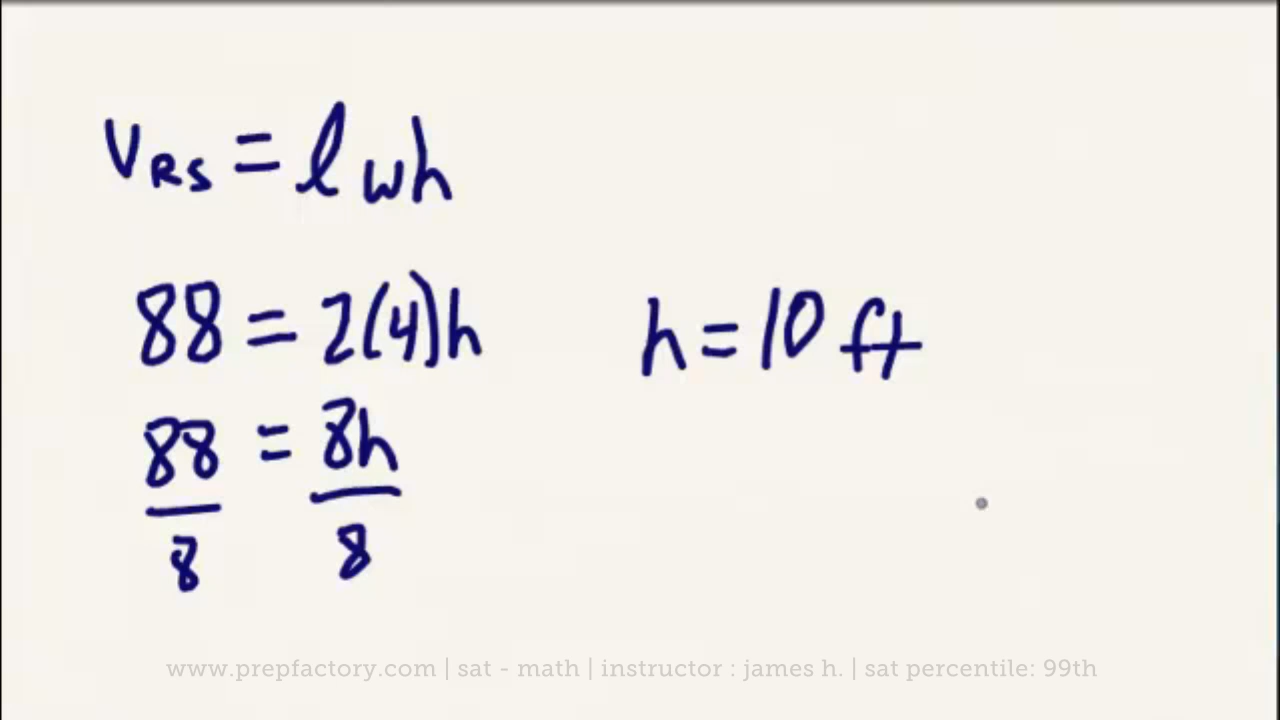 V_RS = lwh
88 = 2(4)h
h = 10 ft
88/8 = 8h/8
www.prepfactory.com | sat - math | instructor : james h. | sat percentile: 99th